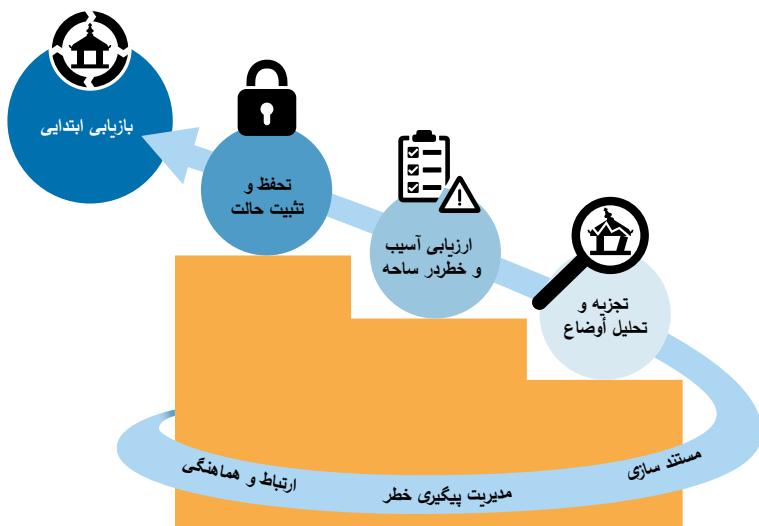 بازیابی ابتدایی
تحفظ و
تثبیت حالت
ارزیابی آسیب
و خطردر ساحه
تجزیه و
تحلیل أوضاع
مستند سازی
مدیریت پیگیری خطر
ارتباط و هماهنگی